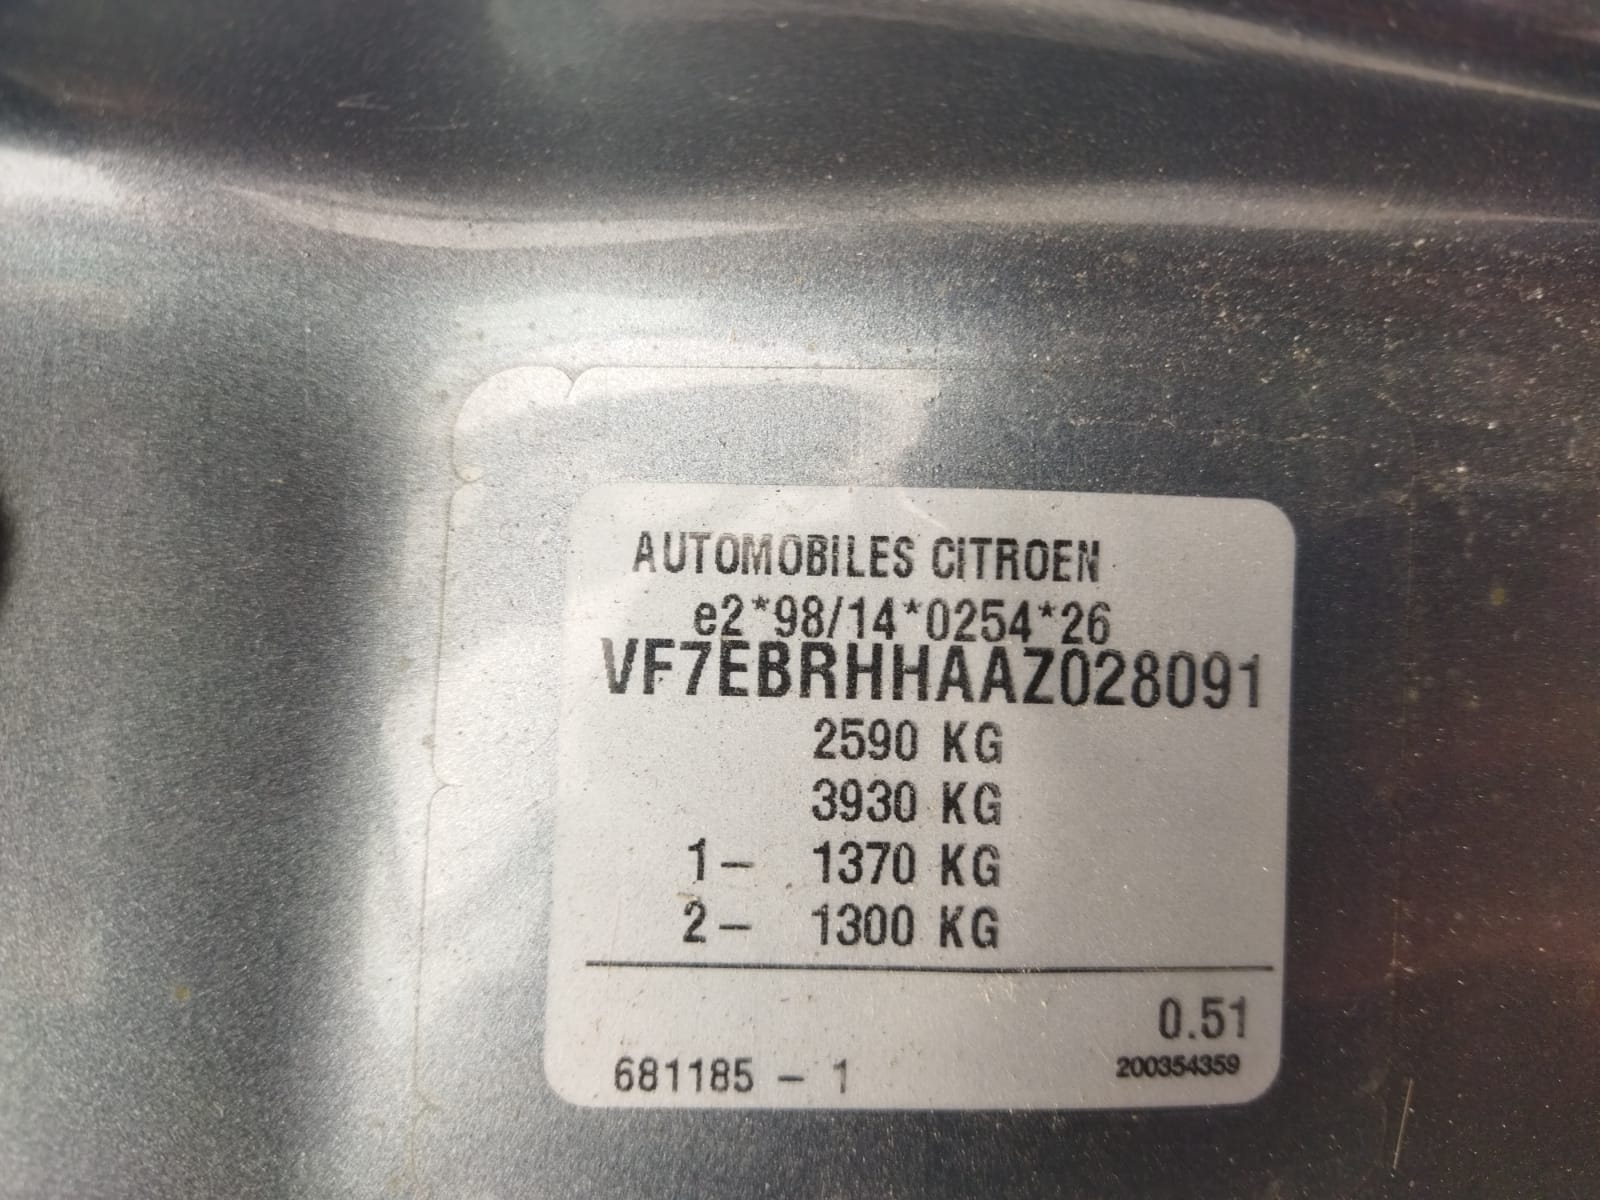 AUTOMOBILES CITROEN
e2*98/14*0254*26
VF7EBRHHAAZ028091
2590 KG
3930 KG
1- 1370 KG
2- 1300 KG
0.51
681185 - 1 200354359